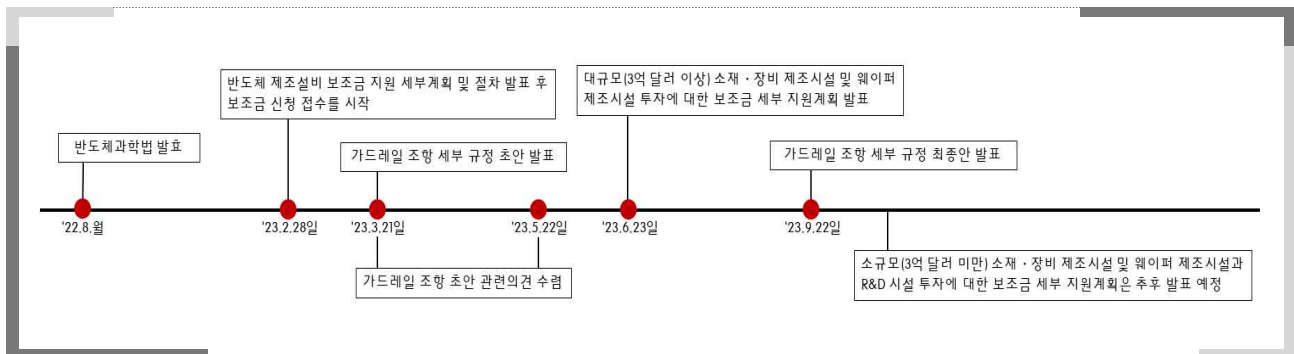 반도체 제조설비 보조금 지원 세부계획 및 절차 발표 후
보조금 신청 접수를 시작
대규모(3억 달러 이상) 소재・장비 제조시설 및 웨이퍼
제조시설 투자에 대한 보조금 세부 지원계획 발표
반도체과학법 발효
가드레일 조항 세부 규정 초안 발표
가드레일 조항 세부 규정 최종안 발표
'22.8.월
'23.2.28일
'23.3.21일
'23.5.22일
'23.6.23일
'23.9.22일
가드레일 조항 초안 관련의견 수렴
소규모(3억 달러 미만) 소재・장비 제조시설 및 웨이퍼 제조시설과
R&D 시설 투자에 대한 보조금 세부 지원계획은 추후 발표 예정